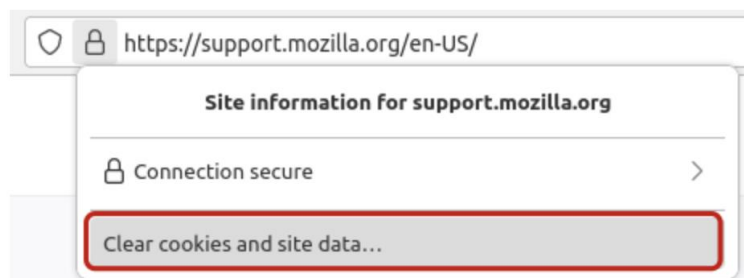 https://support.mozilla.org/en-US/
Site information for support.mozilla.org
Connection secure
Clear cookies and site data…